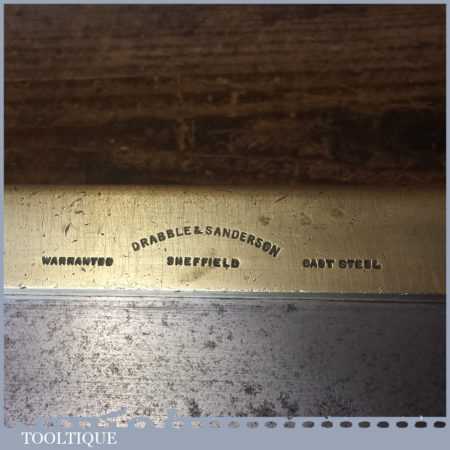 DRABBLE & SANDERSON
WARRANTED SHEFFIELD CAST STEEL
TOOLTIQUE